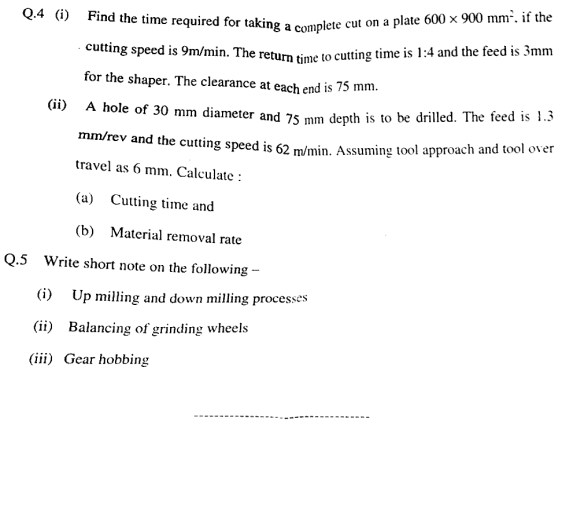 Q.4 (i) Find the time required for taking a complete cut on a plate 600 × 900 mm². if the
cutting speed is 9m/min. The return time to cutting time is 1:4 and the feed is 3mm
for the shaper. The clearance at each end is 75 mm.
(ii) A hole of 30 mm diameter and 75 mm depth is to be drilled. The feed is 1.3
mm/rev and the cutting speed is 62 m/min. Assuming tool approach and tool over
travel as 6 mm. Calculate :
(a) Cutting time and
(b) Material removal rate
Q.5 Write short note on the following –
(i) Up milling and down milling processes
(ii) Balancing of grinding wheels
(iii) Gear hobbing